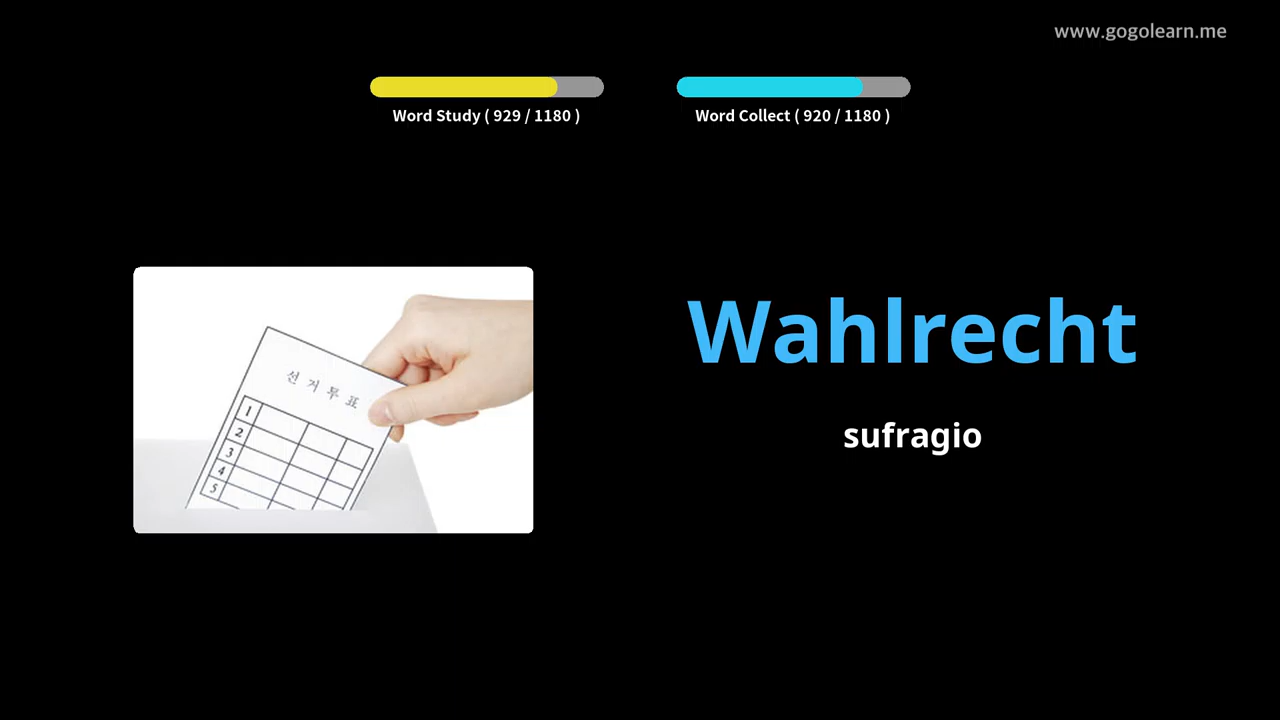 www.gogolearn.me
Word Study ( 929 / 1180 )
Word Collect ( 920 / 1180 )
선거투표
1
2
3
4
5
Wahlrecht
sufragio